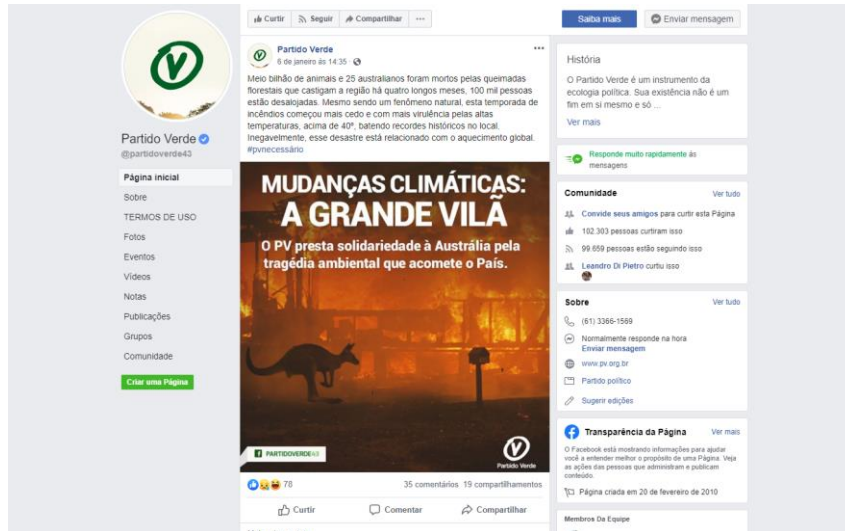 Curtir Seguir Compartilhar ...
Saiba mais
Enviar mensagem
V
Partido Verde
@partidoverde43
Página inicial
Sobre
TERMOS DE USO
Fotos
Eventos
Vídeos
Notas
Publicações
Grupos
Comunidade
Criar uma Página
Partido Verde
6 de janeiro às 14:35 ·
Meio bilhão de animais e 25 australianos foram mortos pelas queimadas
florestais que castigam a região há quatro longos meses, 100 mil pessoas
estão desalojadas. Mesmo sendo um fenômeno natural, esta temporada de
incêndios começou mais cedo e com mais virulência pelas altas
temperaturas, acima de 40º, batendo recordes históricos no local.
Inegavelmente, esse desastre está relacionado com o aquecimento global.
#pvnecessário
MUDANÇAS CLIMÁTICAS:
A GRANDE VILÃ
O PV presta solidariedade à Austrália pela
tragédia ambiental que acomete o País.
PARTIDOVERDE43
V
Partido Verde
78
35 comentários 19 compartilhamentos
Curtir Comentar Compartilhar
História
O Partido Verde é um instrumento da
ecologia política. Sua existência não é um
fim em si mesmo e só ...
Ver mais
Responde muito rapidamente às
mensagens
Comunidade Ver tudo
Convide seus amigos para curtir esta Página
102.303 pessoas curtiram isso
99.659 pessoas estão seguindo isso
Leandro Di Pietro curtiu isso
Sobre Ver tudo
(61) 3366-1569
Normalmente responde na hora
Enviar mensagem
www.pv.org.br
Partido político
Sugerir edições
Transparência da Página Ver mais
O Facebook está mostrando informações para ajudar
você a entender melhor o propósito de uma Página. Veja
as ações das pessoas que administram e publicam
conteúdo.
Página criada em 20 de fevereiro de 2010
Membros Da Equipe